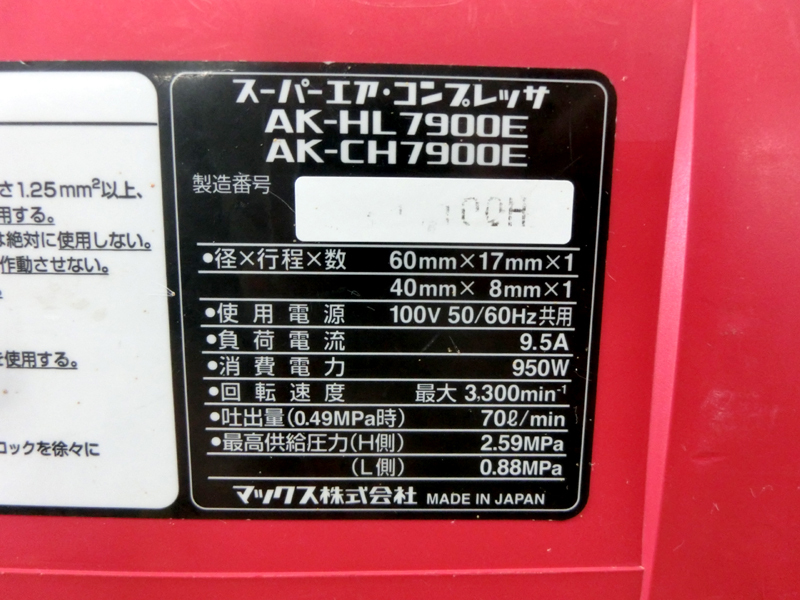 さ1.25mm²以上、
用する。
は絶対に使用しない。
作動させない。
を使用する。
コックを徐々に
スーパーエア・コンプレッサ
AK-HL7900E
AK-CH7900E
製造番号
00H
●径×行程×数 60mm×17mm×1
40mm× 8mm×1
●使用電源 100V 50/60Hz共用
●負荷電流 9.5A
●消費電力 950W
●回転速度 最大 3,300min⁻¹
●吐出量(0.49MPa時) 70ℓ/min
●最高供給圧力(H側) 2.59MPa
(L側) 0.88MPa
マックス株式会社 MADE IN JAPAN